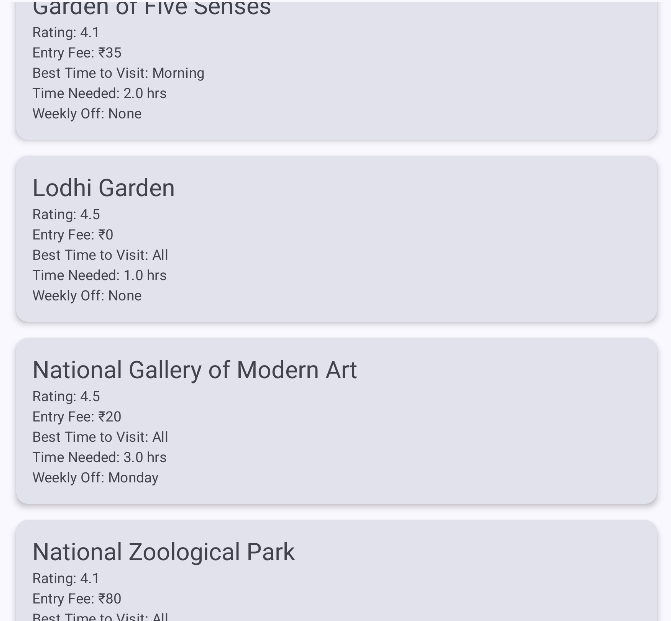 Garden of Five Senses
Rating: 4.1
Entry Fee: ₹35
Best Time to Visit: Morning
Time Needed: 2.0 hrs
Weekly Off: None
Lodhi Garden
Rating: 4.5
Entry Fee: ₹0
Best Time to Visit: All
Time Needed: 1.0 hrs
Weekly Off: None
National Gallery of Modern Art
Rating: 4.5
Entry Fee: ₹20
Best Time to Visit: All
Time Needed: 3.0 hrs
Weekly Off: Monday
National Zoological Park
Rating: 4.1
Entry Fee: ₹80
Best Time to Visit: All